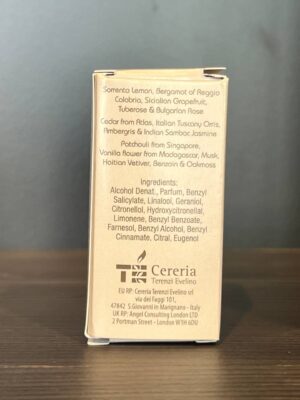 Sorrento Lemon, Bergamot of Reggio
Calabria, Sicialian Grapefruit,
Tuberose & Bulgarian Rose
Cedar from Atlas, Italian Tuscany Orris,
Ambergris & Indian Sambac Jasmine
Patchouli from Singapore,
Vanilla flower from Madagascar, Musk,
Haitian Vetiver, Benzoin & Oakmoss
Ingredients:
Alcohol Denat., Parfum, Benzyl
Salicylate, Linalool, Geraniol,
Citronellol, Hydroxycitronellal,
Limonene, Benzyl Benzoate,
Farnesol, Benzyl Alcohol, Benzyl
Cinnamate, Citral, Eugenol
Cereria
Terenzi Evelino
EU RP: Cereria Terenzi Evelino srl
via dei Faggi 101,
47842 S.Giovanni in Marignano - Italy
UK RP: Angel Consulting London LTD
2 Portman Street - London W1H 6DU